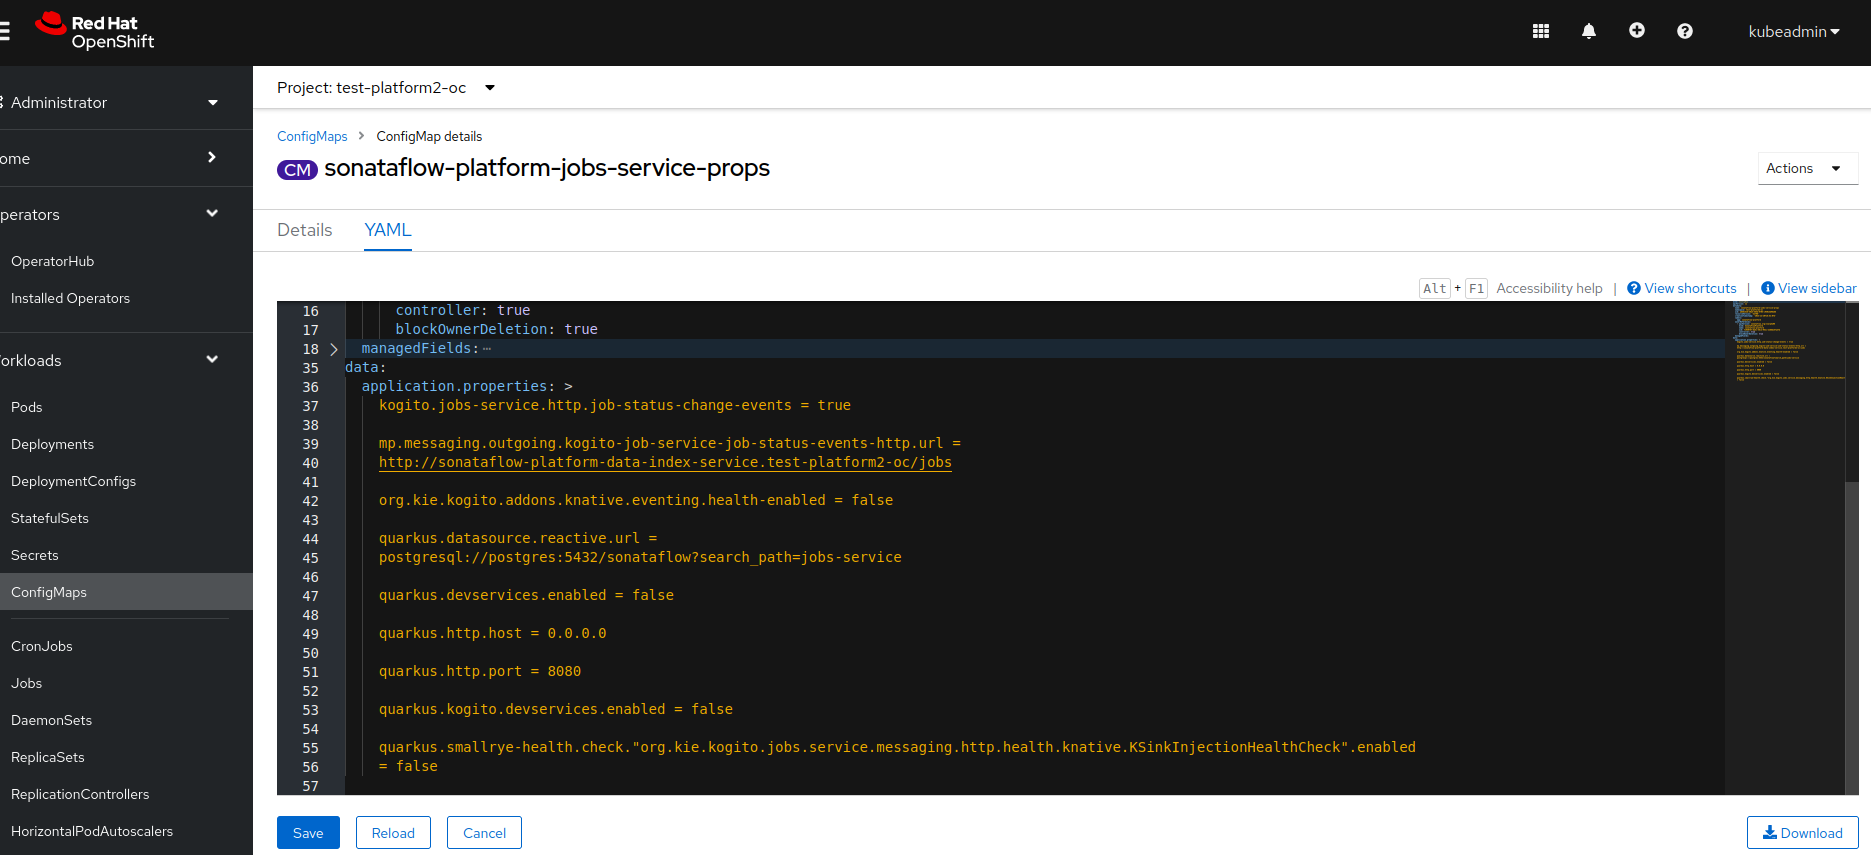 Red Hat
OpenShift
kubeadmin
Administrator
ome
perators
OperatorHub
Installed Operators
orkloads
Pods
Deployments
DeploymentConfigs
StatefulSets
Secrets
ConfigMaps
CronJobs
Jobs
DaemonSets
ReplicaSets
ReplicationControllers
HorizontalPodAutoscalers
Project: test-platform2-oc
ConfigMaps > ConfigMap details
CM sonataflow-platform-jobs-service-props
Actions
Details YAML
Alt + F1 Accessibility help | View shortcuts | View sidebar
16 controller: true
17 blockOwnerDeletion: true
18 managedFields:
35 data:
36 application.properties: >
37 kogito.jobs-service.http.job-status-change-events = true
38
39 mp.messaging.outgoing.kogito-job-service-job-status-events-http.url =
40 http://sonataflow-platform-data-index-service.test-platform2-oc/jobs
41
42 org.kie.kogito.addons.knative.eventing.health-enabled = false
43
44 quarkus.datasource.reactive.url =
45 postgresql://postgres:5432/sonataflow?search_path=jobs-service
46
47 quarkus.devservices.enabled = false
48
49 quarkus.http.host = 0.0.0.0
50
51 quarkus.http.port = 8080
52
53 quarkus.kogito.devservices.enabled = false
54
55 quarkus.smallrye-health.check."org.kie.kogito.jobs.service.messaging.http.health.knative.KSinkInjectionHealthCheck".enabled
56 = false
57
Save Reload Cancel Download